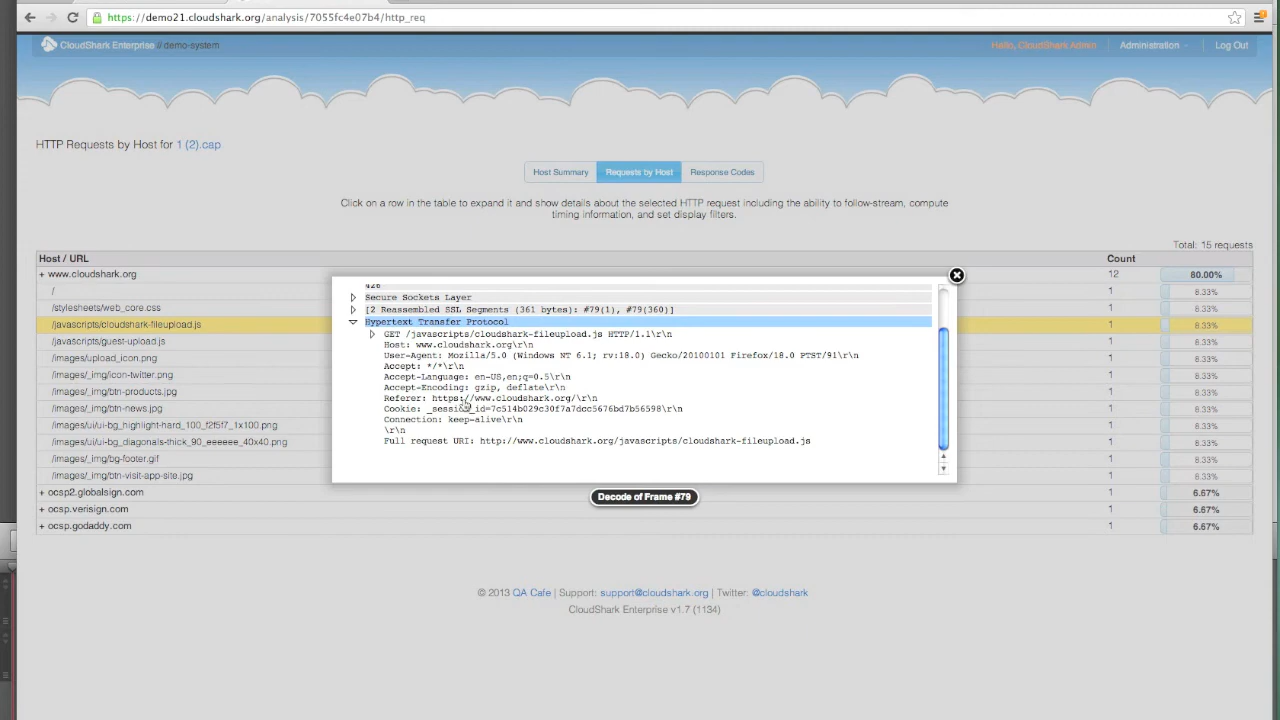 https://demo21.cloudshark.org/analysis/7055fc4e07b4/http_req
CloudShark Enterprise // demo-system
Hello, CloudShark Admin
Administration
Log Out
HTTP Requests by Host for 1 (2).cap
Host Summary
Requests by Host
Response Codes
Click on a row in the table to expand it and show details about the selected HTTP request including the ability to follow-stream, compute
timing information, and set display filters.
Total: 15 requests
Host / URL Count
+ www.cloudshark.org 12 80.00%
/ 1 8.33%
/stylesheets/web_core.css 1 8.33%
/javascripts/cloudshark-fileupload.js 1 8.33%
/javascripts/guest-upload.js 1 8.33%
/images/upload_icon.png 1 8.33%
/images/_img/icon-twitter.png 1 8.33%
/images/_img/btn-products.jpg 1 8.33%
/images/_img/btn-news.jpg 1 8.33%
/images/ui/ui-bg_highlight-hard_100_f2f5f7_1x100.png 1 8.33%
/images/ui/ui-bg_diagonals-thick_90_eeeeee_40x40.png 1 8.33%
/images/_img/bg-footer.gif 1 8.33%
/images/_img/btn-visit-app-site.jpg 1 8.33%
+ ocsp2.globalsign.com 1 6.67%
+ ocsp.verisign.com 1 6.67%
+ ocsp.godaddy.com 1 6.67%
Secure Sockets Layer
[2 Reassembled SSL Segments (361 bytes): #79(1), #79(360)]
Hypertext Transfer Protocol
GET /javascripts/cloudshark-fileupload.js HTTP/1.1\r\n
Host: www.cloudshark.org\r\n
User-Agent: Mozilla/5.0 (Windows NT 6.1; rv:18.0) Gecko/20100101 Firefox/18.0 PTST/91\r\n
Accept: */*\r\n
Accept-Language: en-US,en;q=0.5\r\n
Accept-Encoding: gzip, deflate\r\n
Referer: https://www.cloudshark.org/\r\n
Cookie: _session_id=7c514b029c30f7a7dcc5676bd7b56598\r\n
Connection: keep-alive\r\n
\r\n
Full request URI: http://www.cloudshark.org/javascripts/cloudshark-fileupload.js
Decode of Frame #79
© 2013 QA Cafe | Support: support@cloudshark.org | Twitter: @cloudshark
CloudShark Enterprise v1.7 (1134)